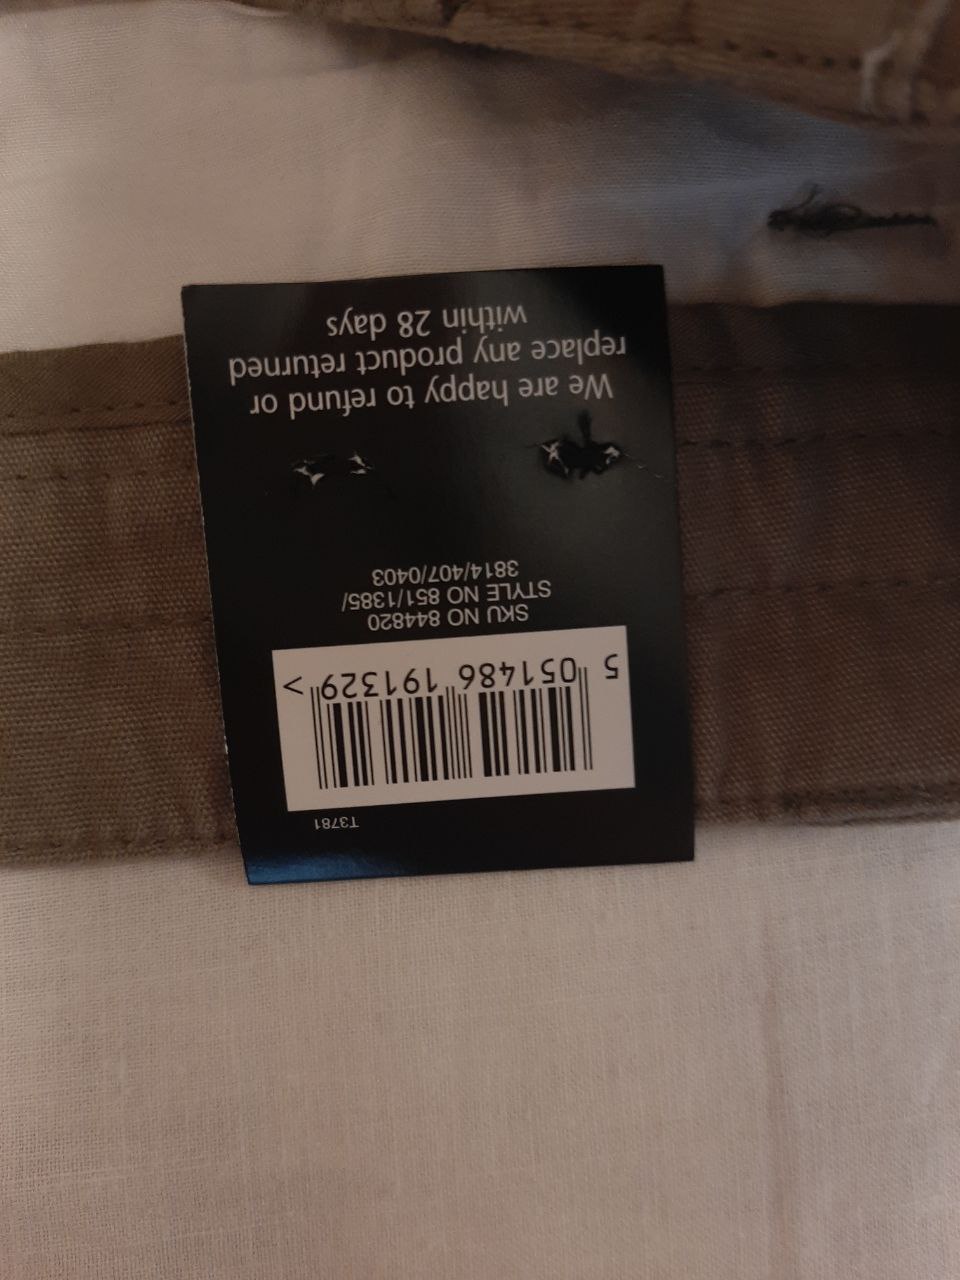 We are happy to refund or
replace any product returned
within 28 days
SKU NO 844820
STYLE NO 851/1385/
3814/407/0403
5 051486 191329 >
T3781